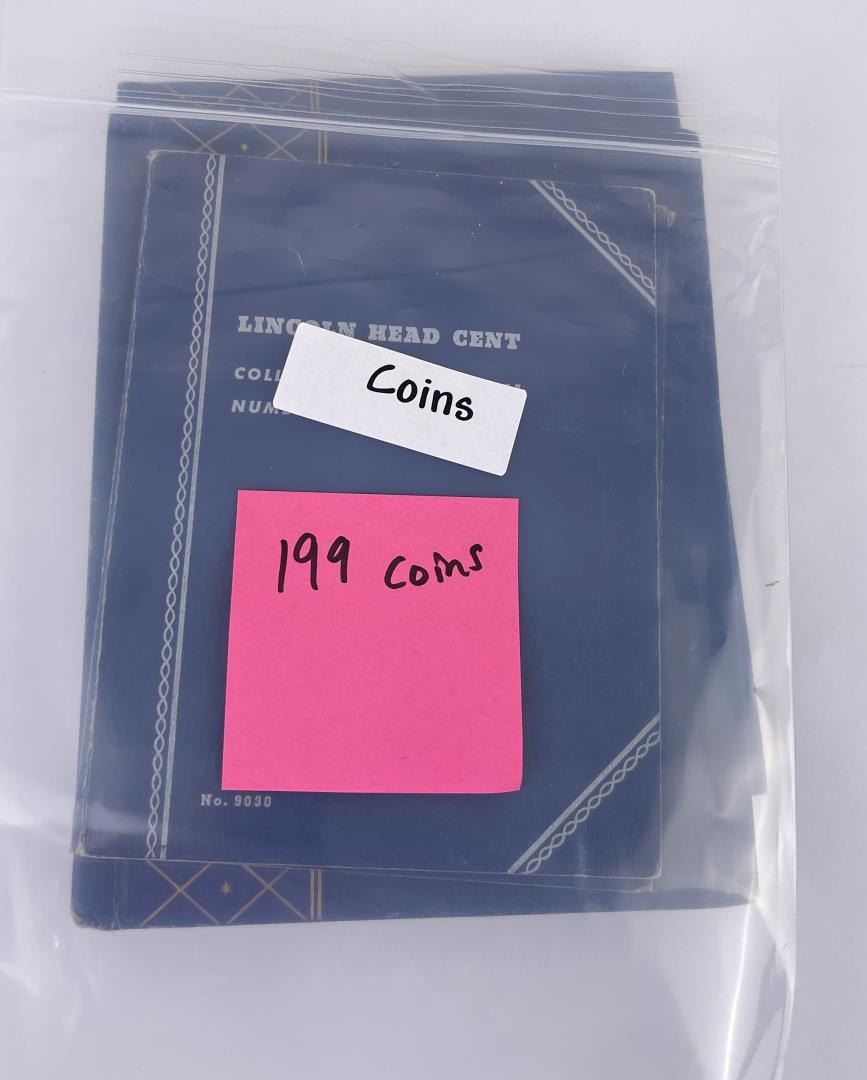 LINCOLN HEAD CENT
Coins
199 coins
No. 9030